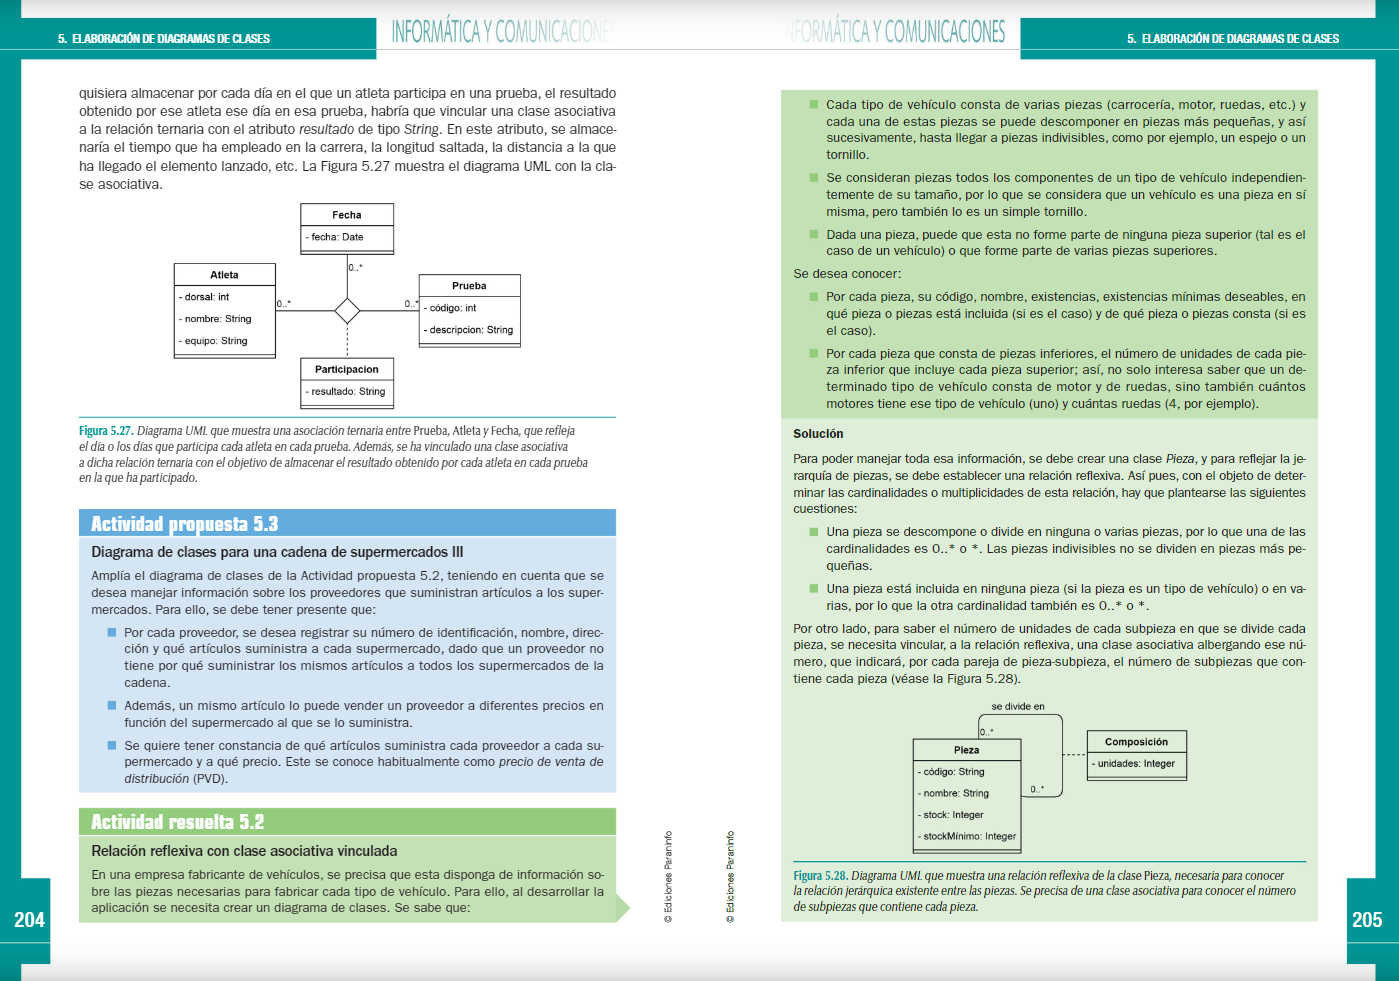 5. ELABORACIÓN DE DIAGRAMAS DE CLASES
INFORMÁTICA Y COMUNICACIONES
quisiera almacenar por cada día en el que un atleta participa en una prueba, el resultado
obtenido por ese atleta ese día en esa prueba, habría que vincular una clase asociativa
a la relación ternaria con el atributo resultado de tipo String. En este atributo, se almace-
naría el tiempo que ha empleado en la carrera, la longitud saltada, la distancia a la que
ha llegado el elemento lanzado, etc. La Figura 5.27 muestra el diagrama UML con la cla-
se asociativa.
Fecha
- fecha: Date
0..*
Atleta
- dorsal: int
- nombre: String
- equipo: String
0..*
0..*
Prueba
- código: int
- descripcion: String
Participacion
- resultado: String
Figura 5.27. Diagrama UML que muestra una asociación ternaria entre Prueba, Atleta y Fecha, que refleja
el día o los días que participa cada atleta en cada prueba. Además, se ha vinculado una clase asociativa
a dicha relación ternaria con el objetivo de almacenar el resultado obtenido por cada atleta en cada prueba
en la que ha participado.
Actividad propuesta 5.3
Diagrama de clases para una cadena de supermercados III
Amplía el diagrama de clases de la Actividad propuesta 5.2, teniendo en cuenta que se
desea manejar información sobre los proveedores que suministran artículos a los super-
mercados. Para ello, se debe tener presente que:
Por cada proveedor, se desea registrar su número de identificación, nombre, direc-
ción y qué artículos suministra a cada supermercado, dado que un proveedor no
tiene por qué suministrar los mismos artículos a todos los supermercados de la
cadena.
Además, un mismo artículo lo puede vender un proveedor a diferentes precios en
función del supermercado al que se lo suministra.
Se quiere tener constancia de qué artículos suministra cada proveedor a cada su-
permercado y a qué precio. Este se conoce habitualmente como precio de venta de
distribución (PVD).
Actividad resuelta 5.2
Relación reflexiva con clase asociativa vinculada
En una empresa fabricante de vehículos, se precisa que esta disponga de información so-
bre las piezas necesarias para fabricar cada tipo de vehículo. Para ello, al desarrollar la
aplicación se necesita crear un diagrama de clases. Se sabe que:
© Ediciones Paraninfo
204
INFORMÁTICA Y COMUNICACIONES
5. ELABORACIÓN DE DIAGRAMAS DE CLASES
Cada tipo de vehículo consta de varias piezas (carrocería, motor, ruedas, etc.) y
cada una de estas piezas se puede descomponer en piezas más pequeñas, y así
sucesivamente, hasta llegar a piezas indivisibles, como por ejemplo, un espejo o un
tornillo.
Se consideran piezas todos los componentes de un tipo de vehículo independien-
temente de su tamaño, por lo que se considera que un vehículo es una pieza en sí
misma, pero también lo es un simple tornillo.
Dada una pieza, puede que esta no forme parte de ninguna pieza superior (tal es el
caso de un vehículo) o que forme parte de varias piezas superiores.
Se desea conocer:
Por cada pieza, su código, nombre, existencias, existencias mínimas deseables, en
qué pieza o piezas está incluida (si es el caso) y de qué pieza o piezas consta (si es
el caso).
Por cada pieza que consta de piezas inferiores, el número de unidades de cada pie-
za inferior que incluye cada pieza superior; así, no solo interesa saber que un de-
terminado tipo de vehículo consta de motor y de ruedas, sino también cuántos
motores tiene ese tipo de vehículo (uno) y cuántas ruedas (4, por ejemplo).
Solución
Para poder manejar toda esa información, se debe crear una clase Pieza, y para reflejar la je-
rarquía de piezas, se debe establecer una relación reflexiva. Así pues, con el objeto de deter-
minar las cardinalidades o multiplicidades de esta relación, hay que plantearse las siguientes
cuestiones:
Una pieza se descompone o divide en ninguna o varias piezas, por lo que una de las
cardinalidades es 0..* o *. Las piezas indivisibles no se dividen en piezas más pe-
queñas.
Una pieza está incluida en ninguna pieza (si la pieza es un tipo de vehículo) o en va-
rias, por lo que la otra cardinalidad también es 0..* o *.
Por otro lado, para saber el número de unidades de cada subpieza en que se divide cada
pieza, se necesita vincular, a la relación reflexiva, una clase asociativa albergando ese nú-
mero, que indicará, por cada pareja de pieza-subpieza, el número de subpiezas que con-
tiene cada pieza (véase la Figura 5.28).
se divide en
0..*
Pieza
- código: String
- nombre: String
- stock: Integer
- stockMínimo: Integer
0..*
Composición
- unidades: Integer
Figura 5.28. Diagrama UML que muestra una relación reflexiva de la clase Pieza, necesaria para conocer
la relación jerárquica existente entre las piezas. Se precisa de una clase asociativa para conocer el número
de subpiezas que contiene cada pieza.
© Ediciones Paraninfo
205